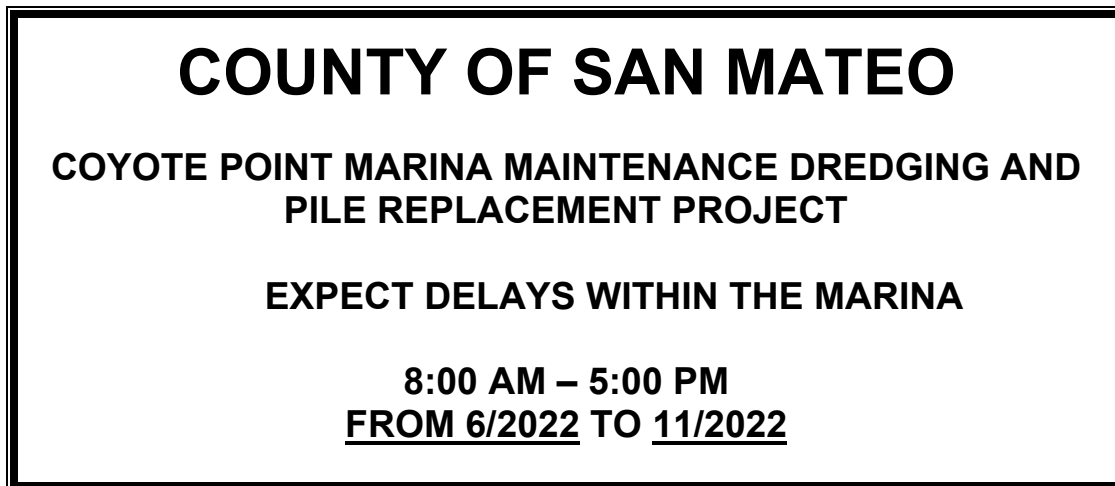 COUNTY OF SAN MATEO
COYOTE POINT MARINA MAINTENANCE DREDGING AND
PILE REPLACEMENT PROJECT
EXPECT DELAYS WITHIN THE MARINA
8:00 AM – 5:00 PM
FROM 6/2022 TO 11/2022